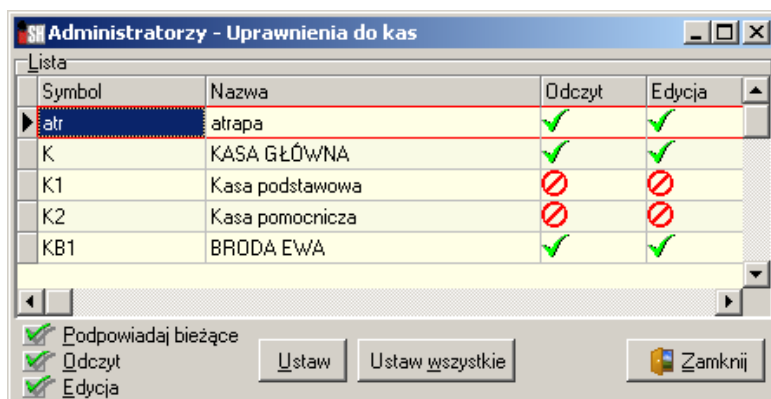 SH Administratorzy - Uprawnienia do kas
Lista
Symbol Nazwa Odczyt Edycja
atr atrapa
K KASA GŁÓWNA
K1 Kasa podstawowa
K2 Kasa pomocnicza
KB1 BRODA EWA
Podpowiadaj bieżące
Odczyt Ustaw Ustaw wszystkie Zamknij
Edycja